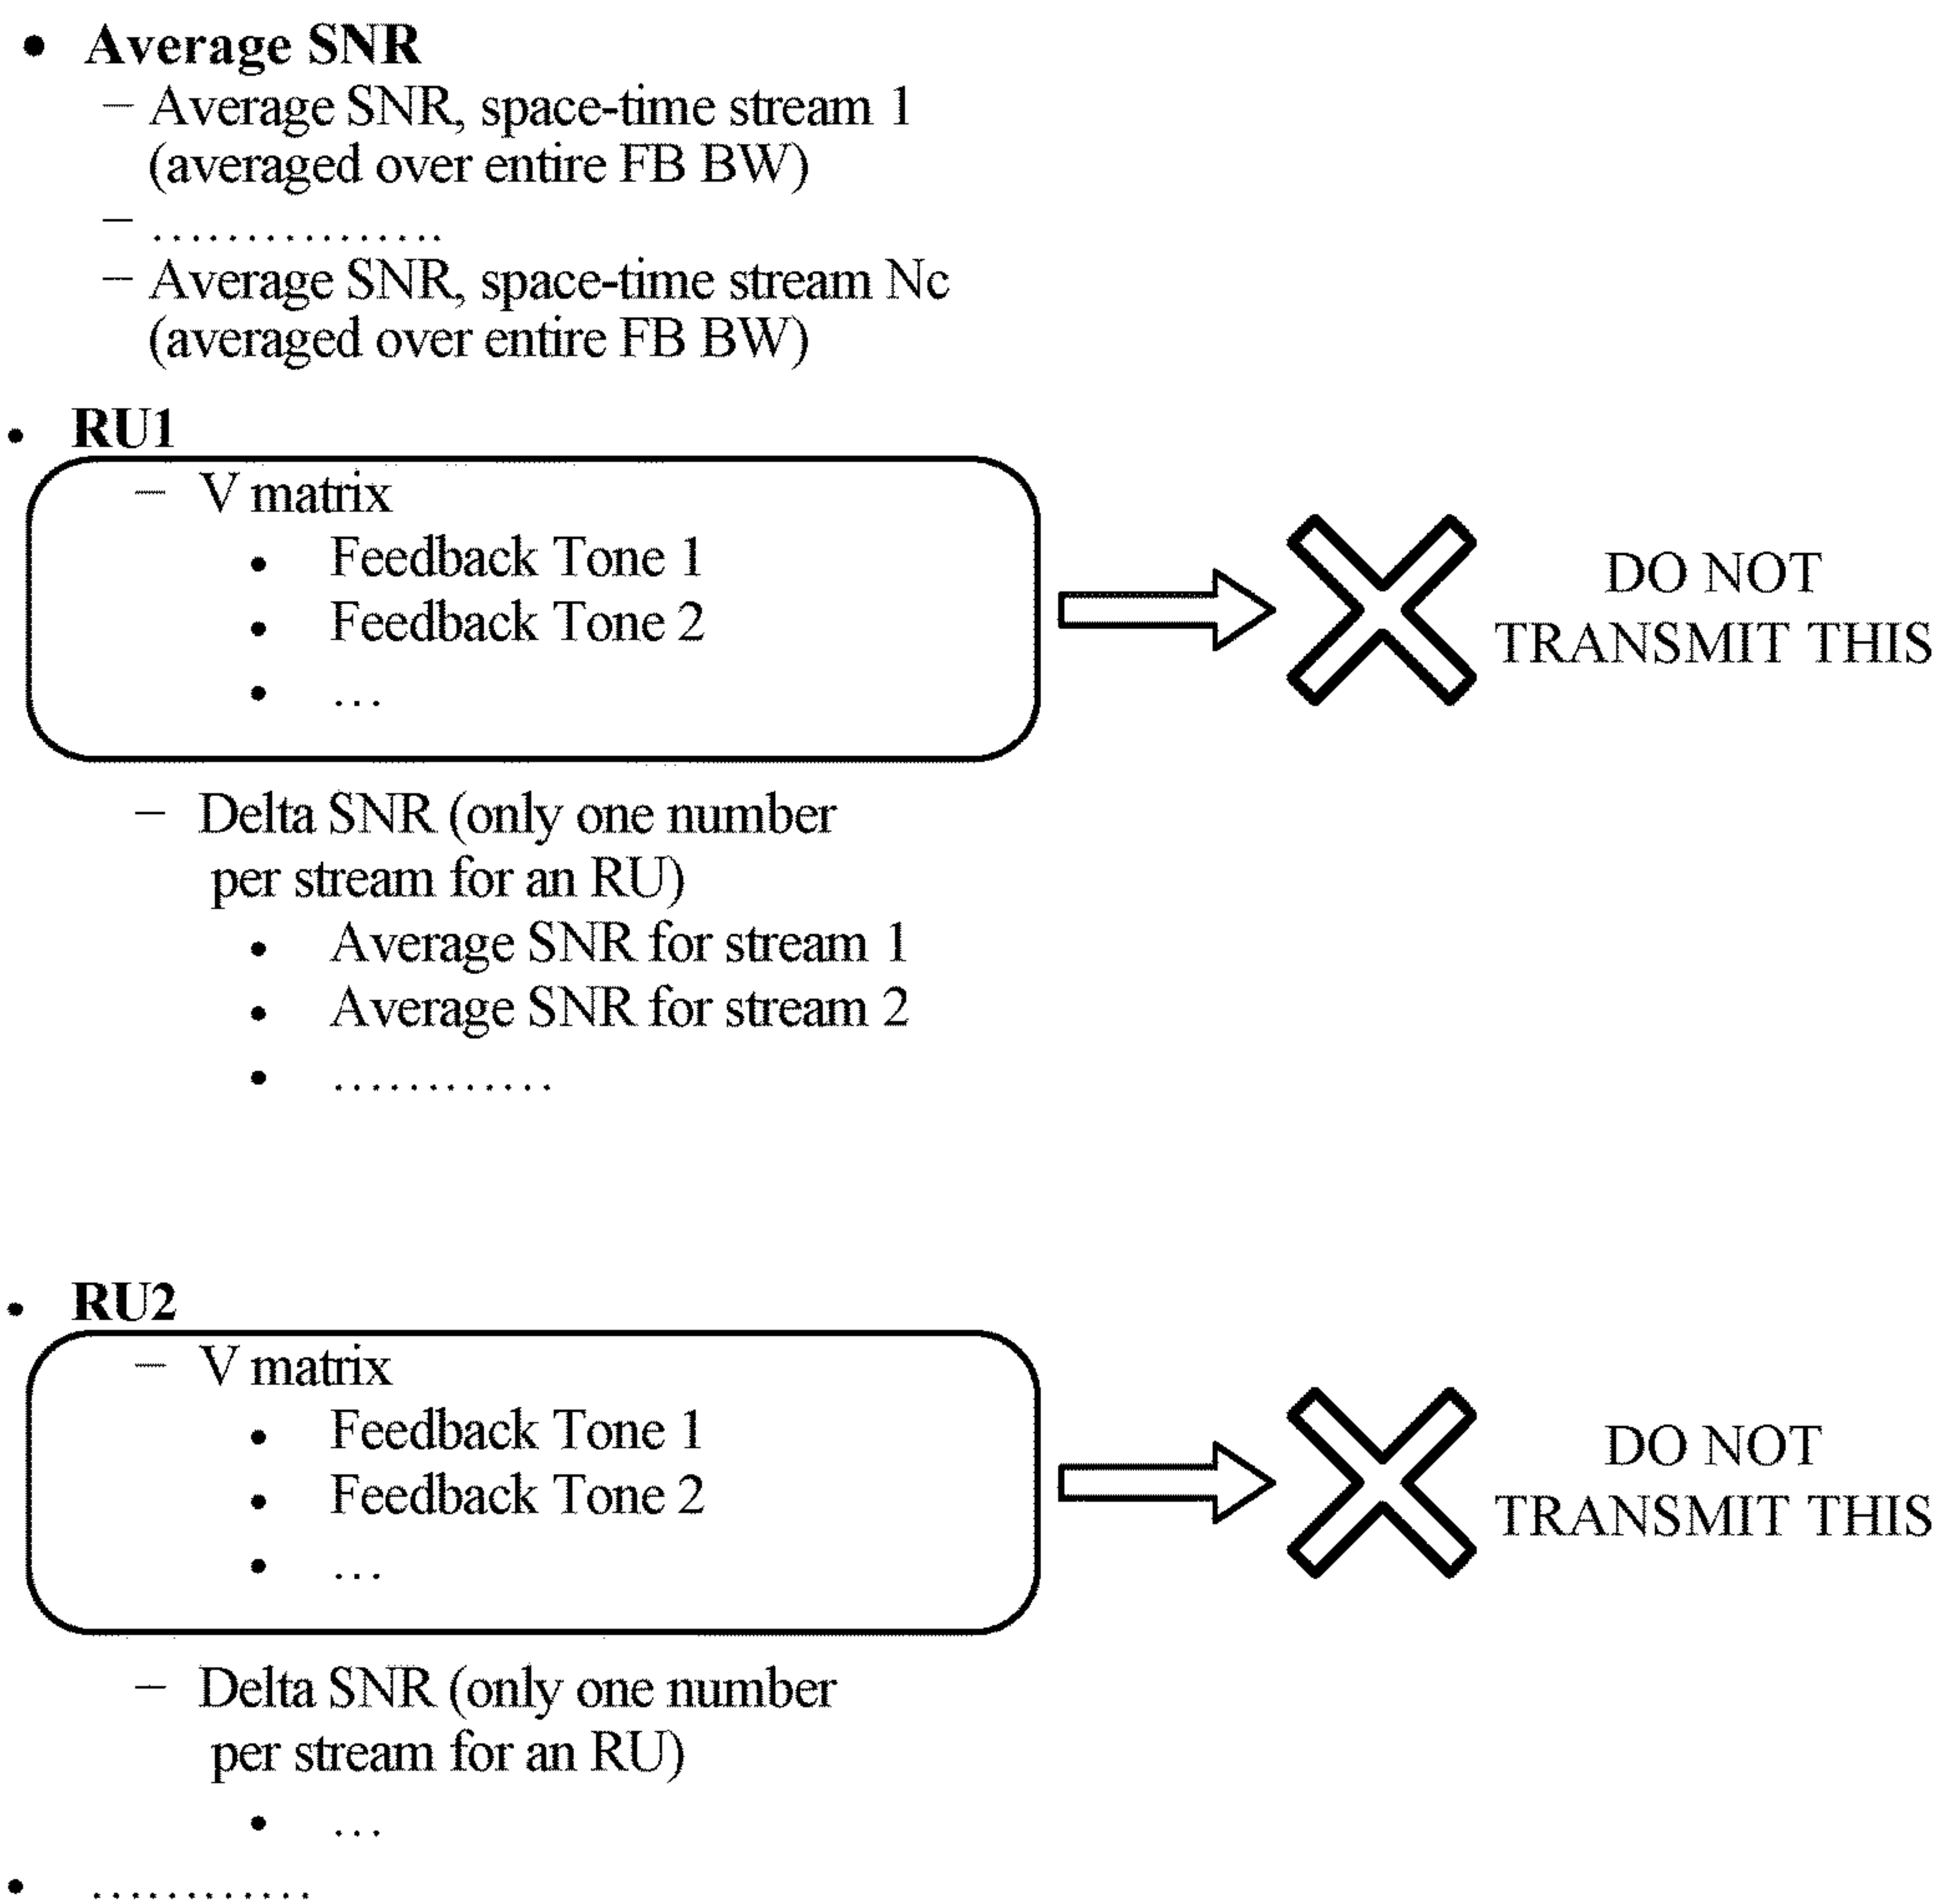 • Average SNR
– Average SNR, space-time stream 1
(averaged over entire FB BW)
– ................
– Average SNR, space-time stream Nc
(averaged over entire FB BW)
• RU1
– V matrix
• Feedback Tone 1
• Feedback Tone 2
• ...
DO NOT
TRANSMIT THIS
– Delta SNR (only one number
per stream for an RU)
• Average SNR for stream 1
• Average SNR for stream 2
• ............
• RU2
– V matrix
• Feedback Tone 1
• Feedback Tone 2
• ...
DO NOT
TRANSMIT THIS
– Delta SNR (only one number
per stream for an RU)
• ...
• ............